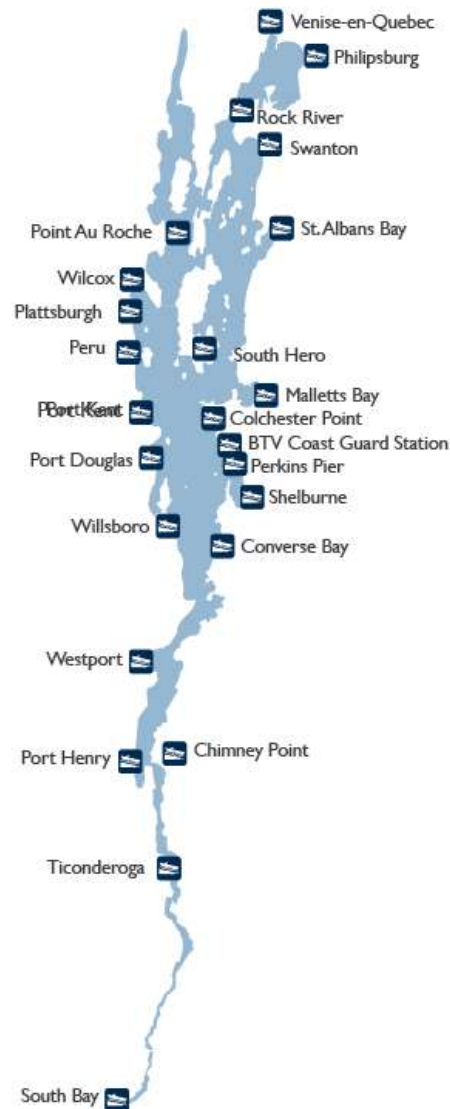 Venise-en-Quebec
Philipsburg
Rock River
Swanton
Point Au Roche
St. Albans Bay
Wilcox
Plattsburgh
Peru
South Hero
Malletts Bay
Port Kent
Colchester Point
BTV Coast Guard Station
Port Douglas
Perkins Pier
Shelburne
Willsboro
Converse Bay
Westport
Chimney Point
Port Henry
Ticonderoga
South Bay